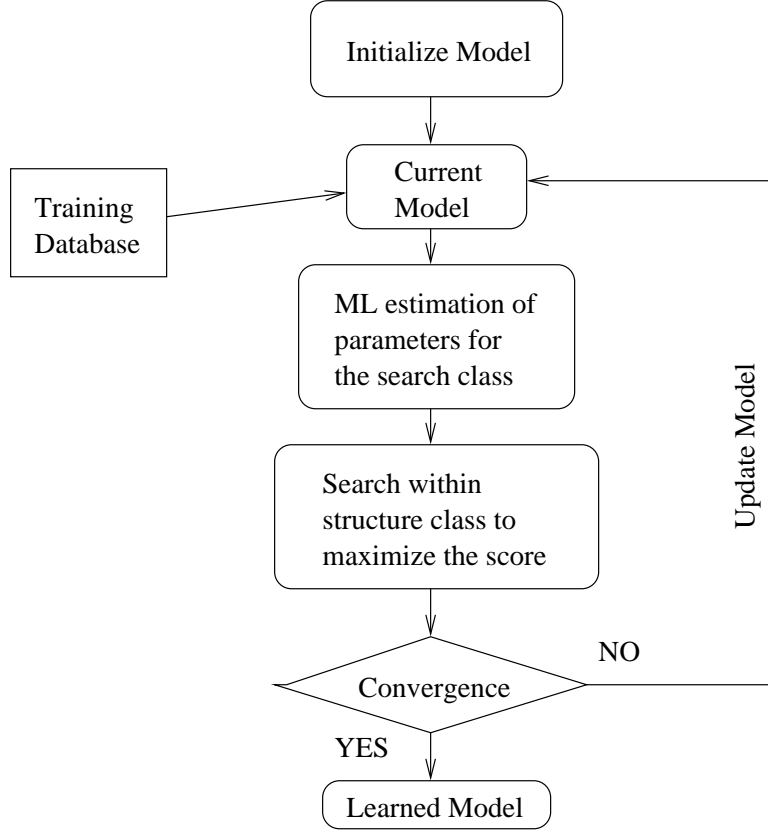 Initialize Model
Current
Model
Training
Database
ML estimation of
parameters for
the search class
Search within
structure class to
maximize the score
Update Model
Convergence
NO
YES
Learned Model